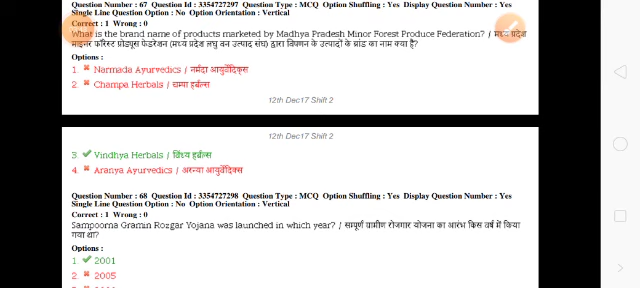 Question Number : 67 Question Id : 3354727297 Question Type : MCQ Option Shuffling : Yes Display Question Number : Yes
Single Line Question Option : No Option Orientation : Vertical
Correct : 1 Wrong : 0
What is the brand name of products marketed by Madhya Pradesh Minor Forest Produce Federation? / मध्य प्रदेश
माइनर फॉरेस्ट प्रोड्यूस फेडरेशन (मध्य प्रदेश लघु वन उत्पाद संघ) द्वारा विपणन के उत्पादों के ब्रांड का नाम क्या है?
Options :
1. Narmada Ayurvedics / नर्मदा आयुर्वेदिक्स
2. Champa Herbals / चम्पा हर्बल्स
12th Dec17 Shift 2
12th Dec17 Shift 2
3. Vindhya Herbals / विंध्य हर्बल्स
4. Aranya Ayurvedics / अरन्या आयुर्वेदिक्स
Question Number : 68 Question Id : 3354727298 Question Type : MCQ Option Shuffling : Yes Display Question Number : Yes
Single Line Question Option : No Option Orientation : Vertical
Correct : 1 Wrong : 0
Sampoorna Gramin Rozgar Yojana was launched in which year? / सम्पूर्ण ग्रामीण रोजगार योजना का आरंभ किस वर्ष में किया
गया था?
Options :
1. 2001
2. 2005